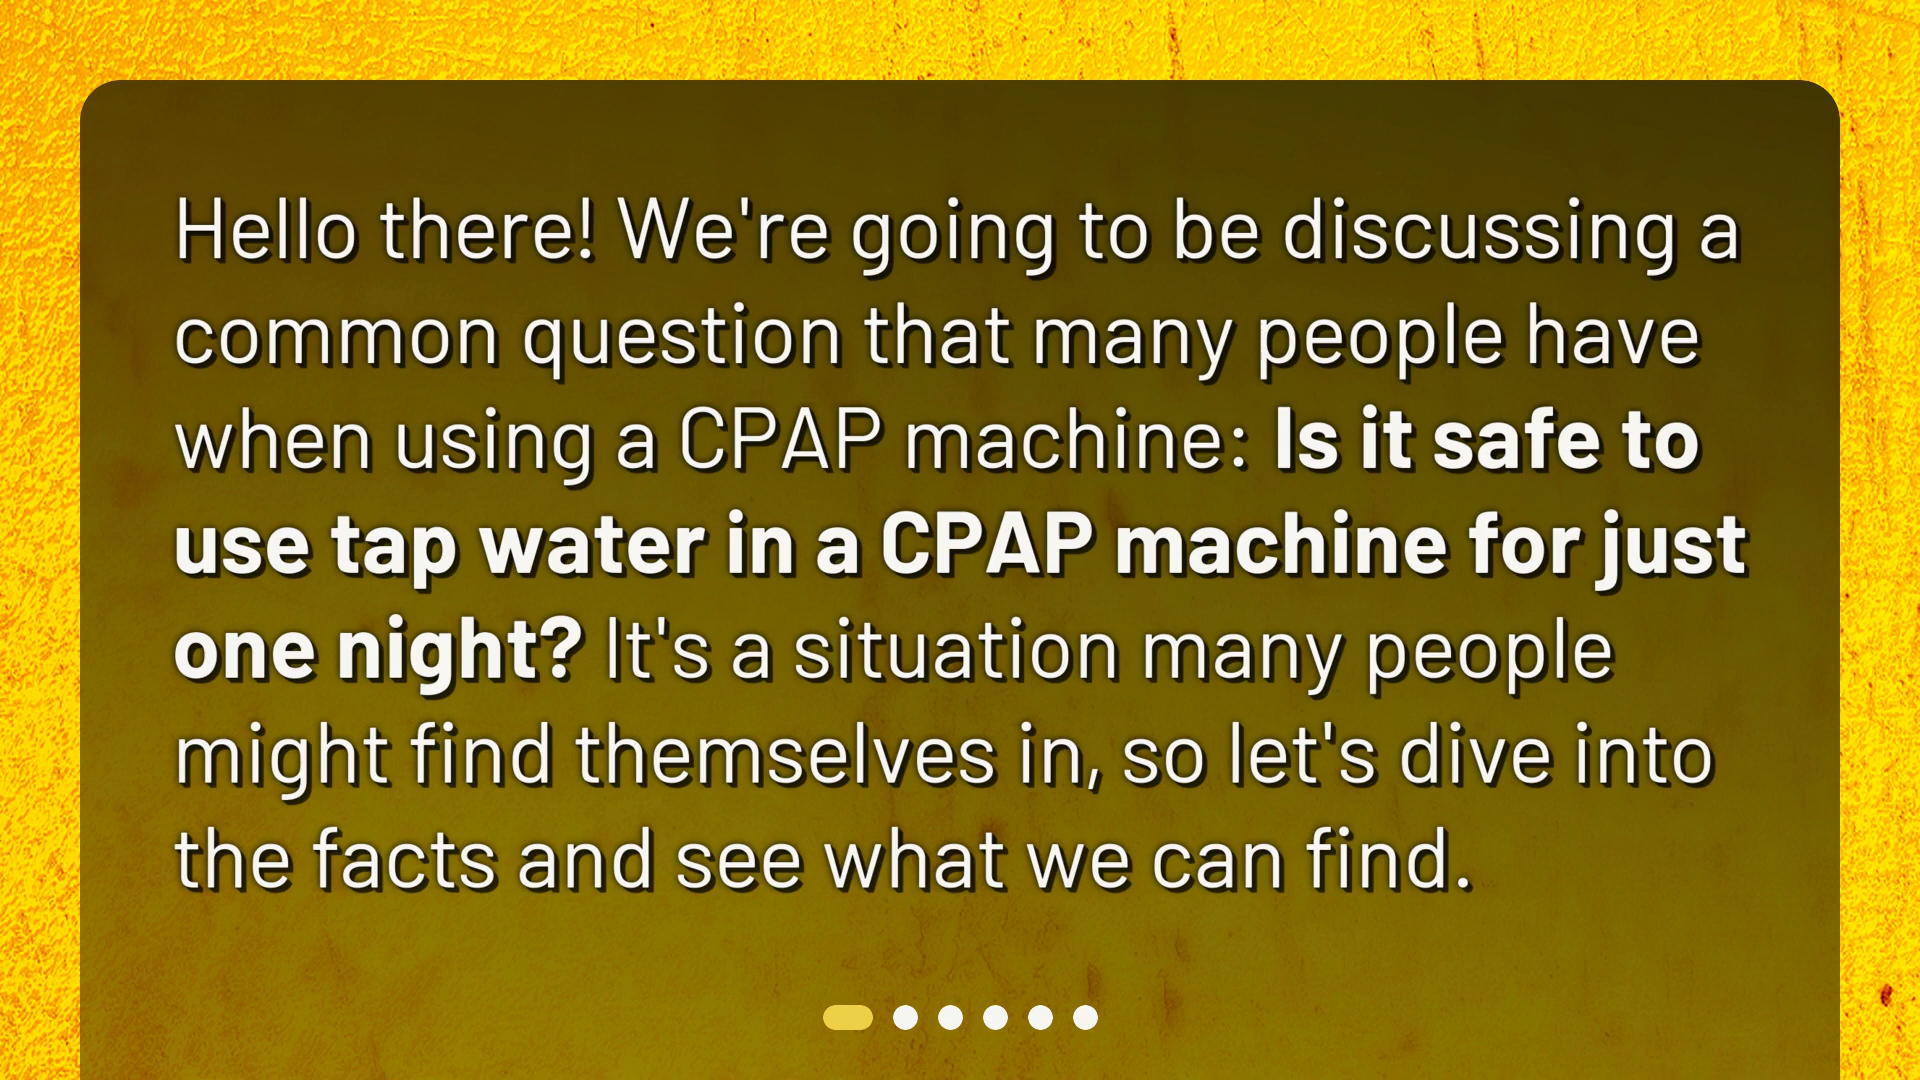 Hello there! We're going to be discussing a
common question that many people have
when using a CPAP machine: Is it safe to
use tap water in a CPAP machine for just
one night? It's a situation many people
might find themselves in, so let's dive into
the facts and see what we can find.